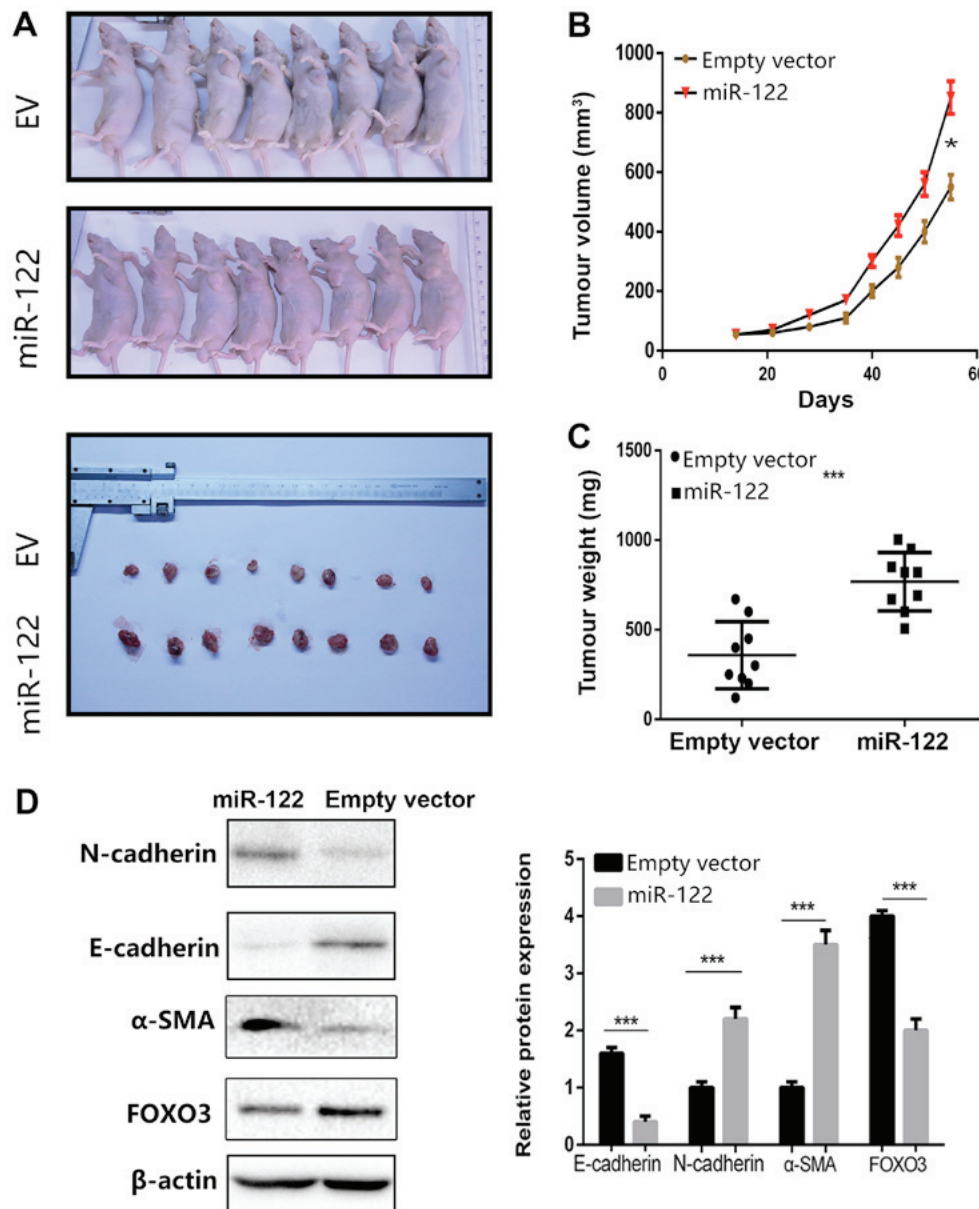 A
EV
miR-122
EV
miR-122
B
Empty vector
miR-122
*
Tumour volume (mm³)
1000
800
600
400
200
0
0
20
40
60
Days
C
Empty vector
miR-122
***
Tumour weight (mg)
1500
1000
500
0
Empty vector
miR-122
D
miR-122 Empty vector
N-cadherin
E-cadherin
α-SMA
FOXO3
β-actin
Empty vector
miR-122
Relative protein expression
5
4
3
2
1
0
***
***
***
***
E-cadherin
N-cadherin
α-SMA
FOXO3